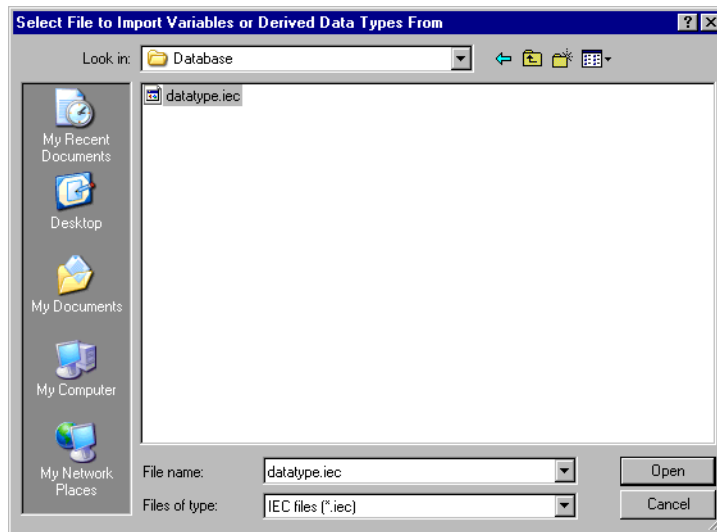 Select File to Import Variables or Derived Data Types From
Look in: Database
datatype.iec
My Recent
Documents
Desktop
My Documents
My Computer
My Network
Places
File name: datatype.iec Open
Files of type: IEC files (*.iec) Cancel